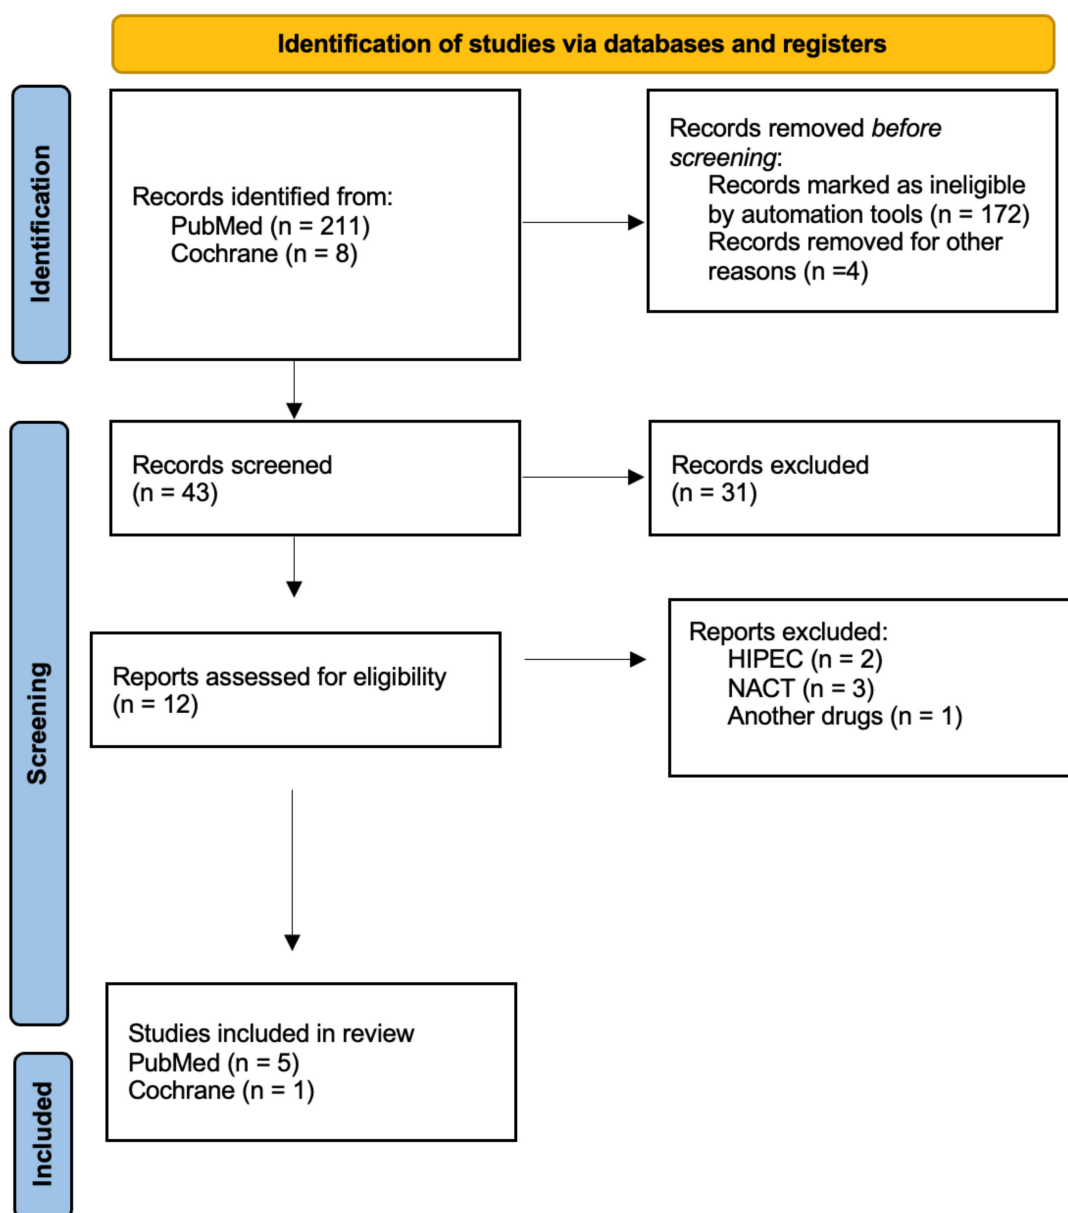 Identification of studies via databases and registers
Identification
Records identified from:
PubMed (n = 211)
Cochrane (n = 8)
Records removed before
screening:
Records marked as ineligible
by automation tools (n = 172)
Records removed for other
reasons (n =4)
Screening
Records screened
(n = 43)
Records excluded
(n = 31)
Reports assessed for eligibility
(n = 12)
Reports excluded:
HIPEC (n = 2)
NACT (n = 3)
Another drugs (n = 1)
Included
Studies included in review
PubMed (n = 5)
Cochrane (n = 1)